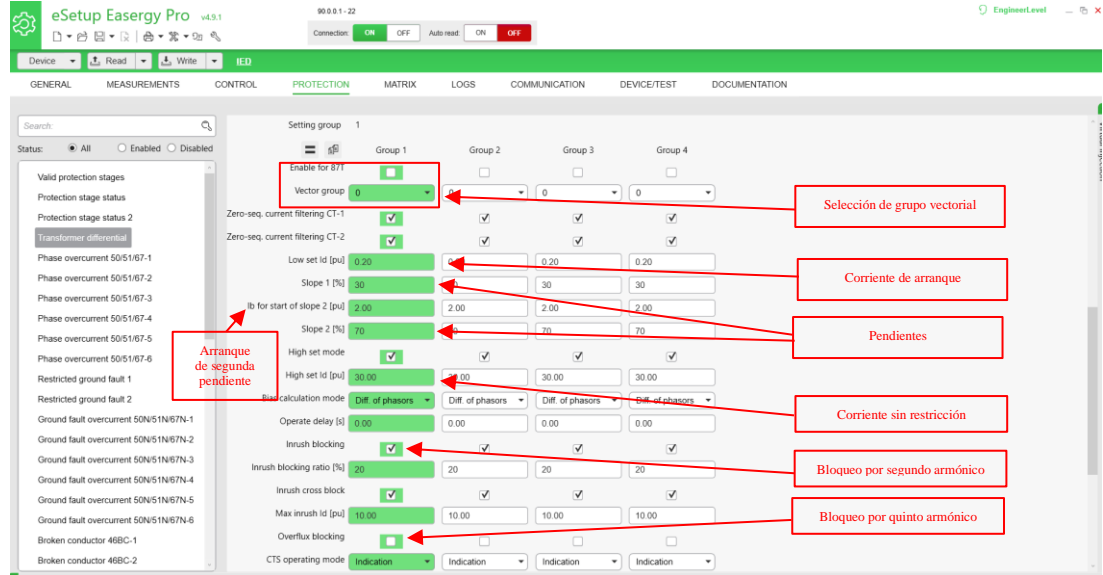 eSetup Easergy Pro v4.9.1
90.0.0.1 - 22
EngineerLevel
Connection: ON OFF Auto read: ON OFF
Device Read Write IED
GENERAL MEASUREMENTS CONTROL PROTECTION MATRIX LOGS COMMUNICATION DEVICE/TEST DOCUMENTATION
Search:
Status: All Enabled Disabled
Valid protection stages
Protection stage status
Protection stage status 2
Transformer differential
Phase overcurrent 50/51/67-1
Phase overcurrent 50/51/67-2
Phase overcurrent 50/51/67-3
Phase overcurrent 50/51/67-4
Phase overcurrent 50/51/67-5
Phase overcurrent 50/51/67-6
Restricted ground fault 1
Restricted ground fault 2
Ground fault overcurrent 50N/51N/67N-1
Ground fault overcurrent 50N/51N/67N-2
Ground fault overcurrent 50N/51N/67N-3
Ground fault overcurrent 50N/51N/67N-4
Ground fault overcurrent 50N/51N/67N-5
Ground fault overcurrent 50N/51N/67N-6
Broken conductor 46BC-1
Broken conductor 46BC-2
Setting group 1
Group 1 Group 2 Group 3 Group 4
Enable for 87T
Vector group 0 0 0 0
Zero-seq. current filtering CT-1
Zero-seq. current filtering CT-2
Low set Id [pu] 0.20 0.20 0.20
Slope 1 [%] 30 30 30
Ib for start of slope 2 [pu] 2.00 2.00 2.00 2.00
Slope 2 [%] 70 70 70
High set mode
High set Id [pu] 30.00 30.00 30.00 30.00
Bias calculation mode Diff. of phasors Diff. of phasors Diff. of phasors Diff. of phasors
Operate delay [s] 0.00 0.00 0.00 0.00
Inrush blocking
Inrush blocking ratio [%] 20 20 20 20
Inrush cross block
Max inrush Id [pu] 10.00 10.00 10.00 10.00
Overflux blocking
CTS operating mode Indication Indication Indication Indication
Selección de grupo vectorial
Corriente de arranque
Pendientes
Arranque
de segunda
pendiente
Corriente sin restricción
Bloqueo por segundo armónico
Bloqueo por quinto armónico